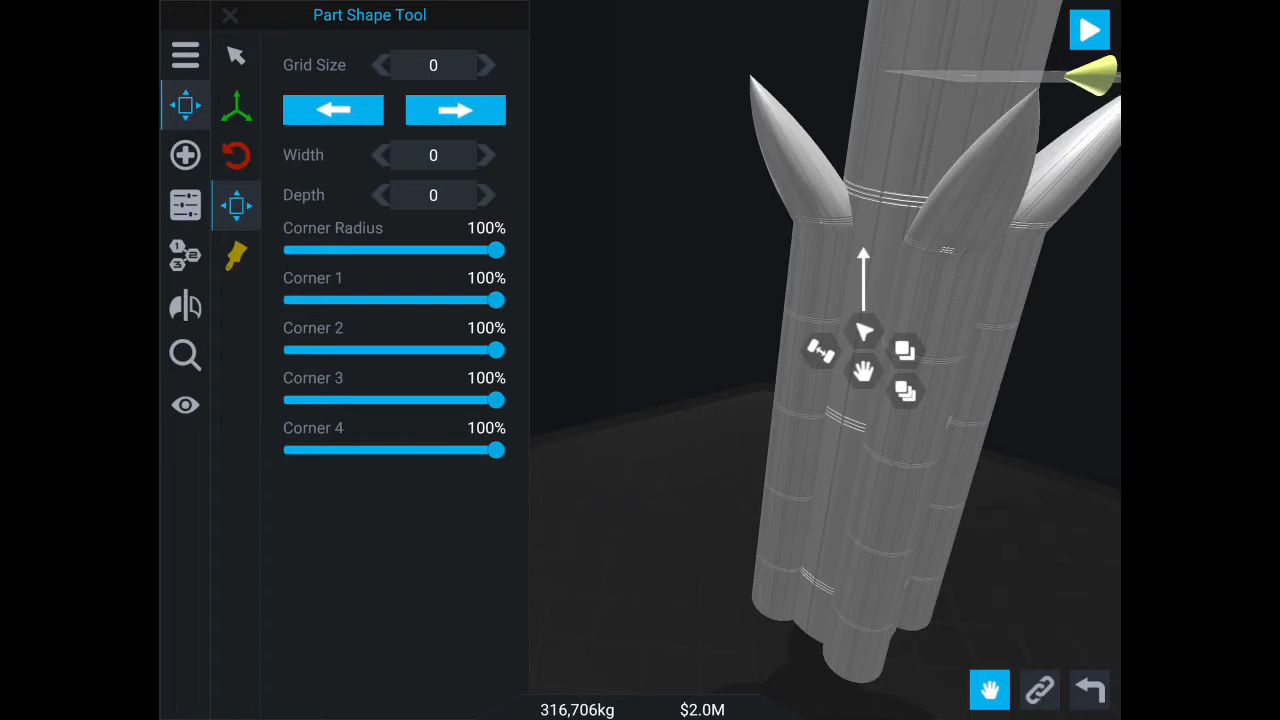 Part Shape Tool
Grid Size 0
Width 0
Depth 0
Corner Radius 100%
Corner 1 100%
Corner 2 100%
Corner 3 100%
Corner 4 100%
316,706kg $2.0M